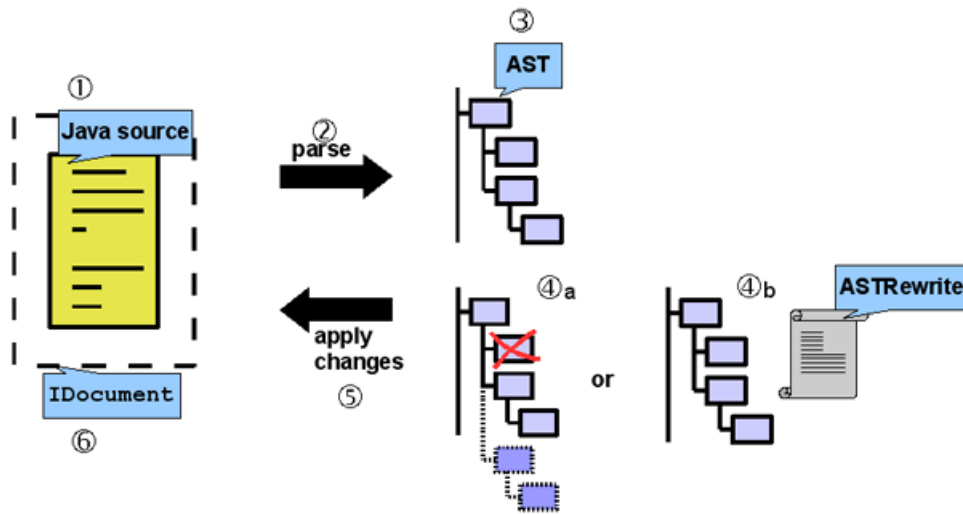 ③
AST
①
Java source
②
parse
④a
④b
ASTRewrite
apply
changes
or
⑤
IDocument
⑥